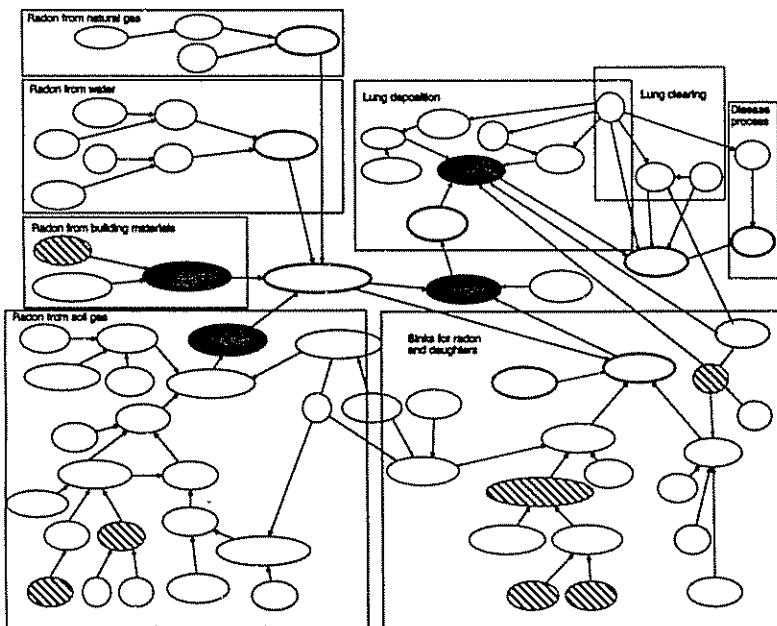 Radon from natural gas
Radon from water
Lung deposition
Lung clearing
Disease
process
Radon from building materials
Radon from soil gas
Sinks for radon
and daughters